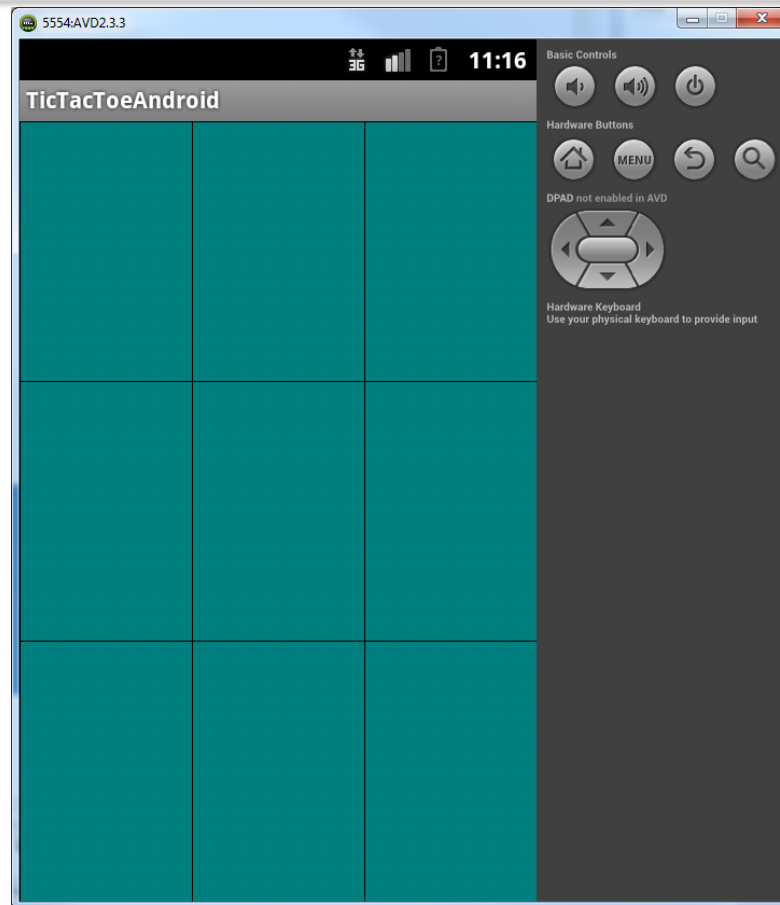 5554:AVD2.3.3
3G ? 11:16
TicTacToeAndroid
Basic Controls
Hardware Buttons
MENU
DPAD not enabled in AVD
Hardware Keyboard
Use your physical keyboard to provide input